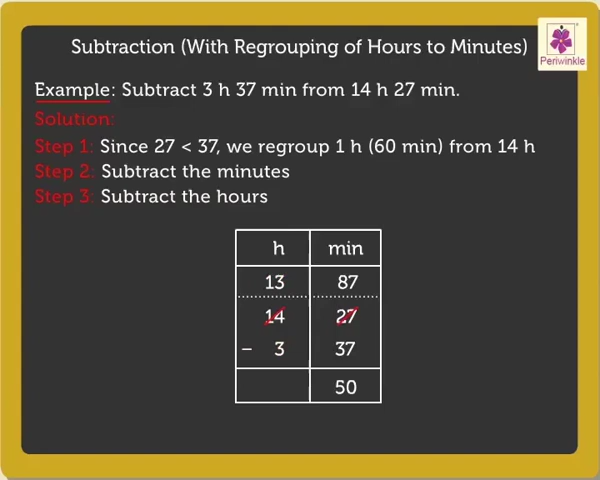 Subtraction (With Regrouping of Hours to Minutes)
Periwinkle
Example: Subtract 3 h 37 min from 14 h 27 min.
Solution:
Step 1: Since 27 < 37, we regroup 1 h (60 min) from 14 h
Step 2: Subtract the minutes
Step 3: Subtract the hours
h min
13 87
14 27
– 3 37
50